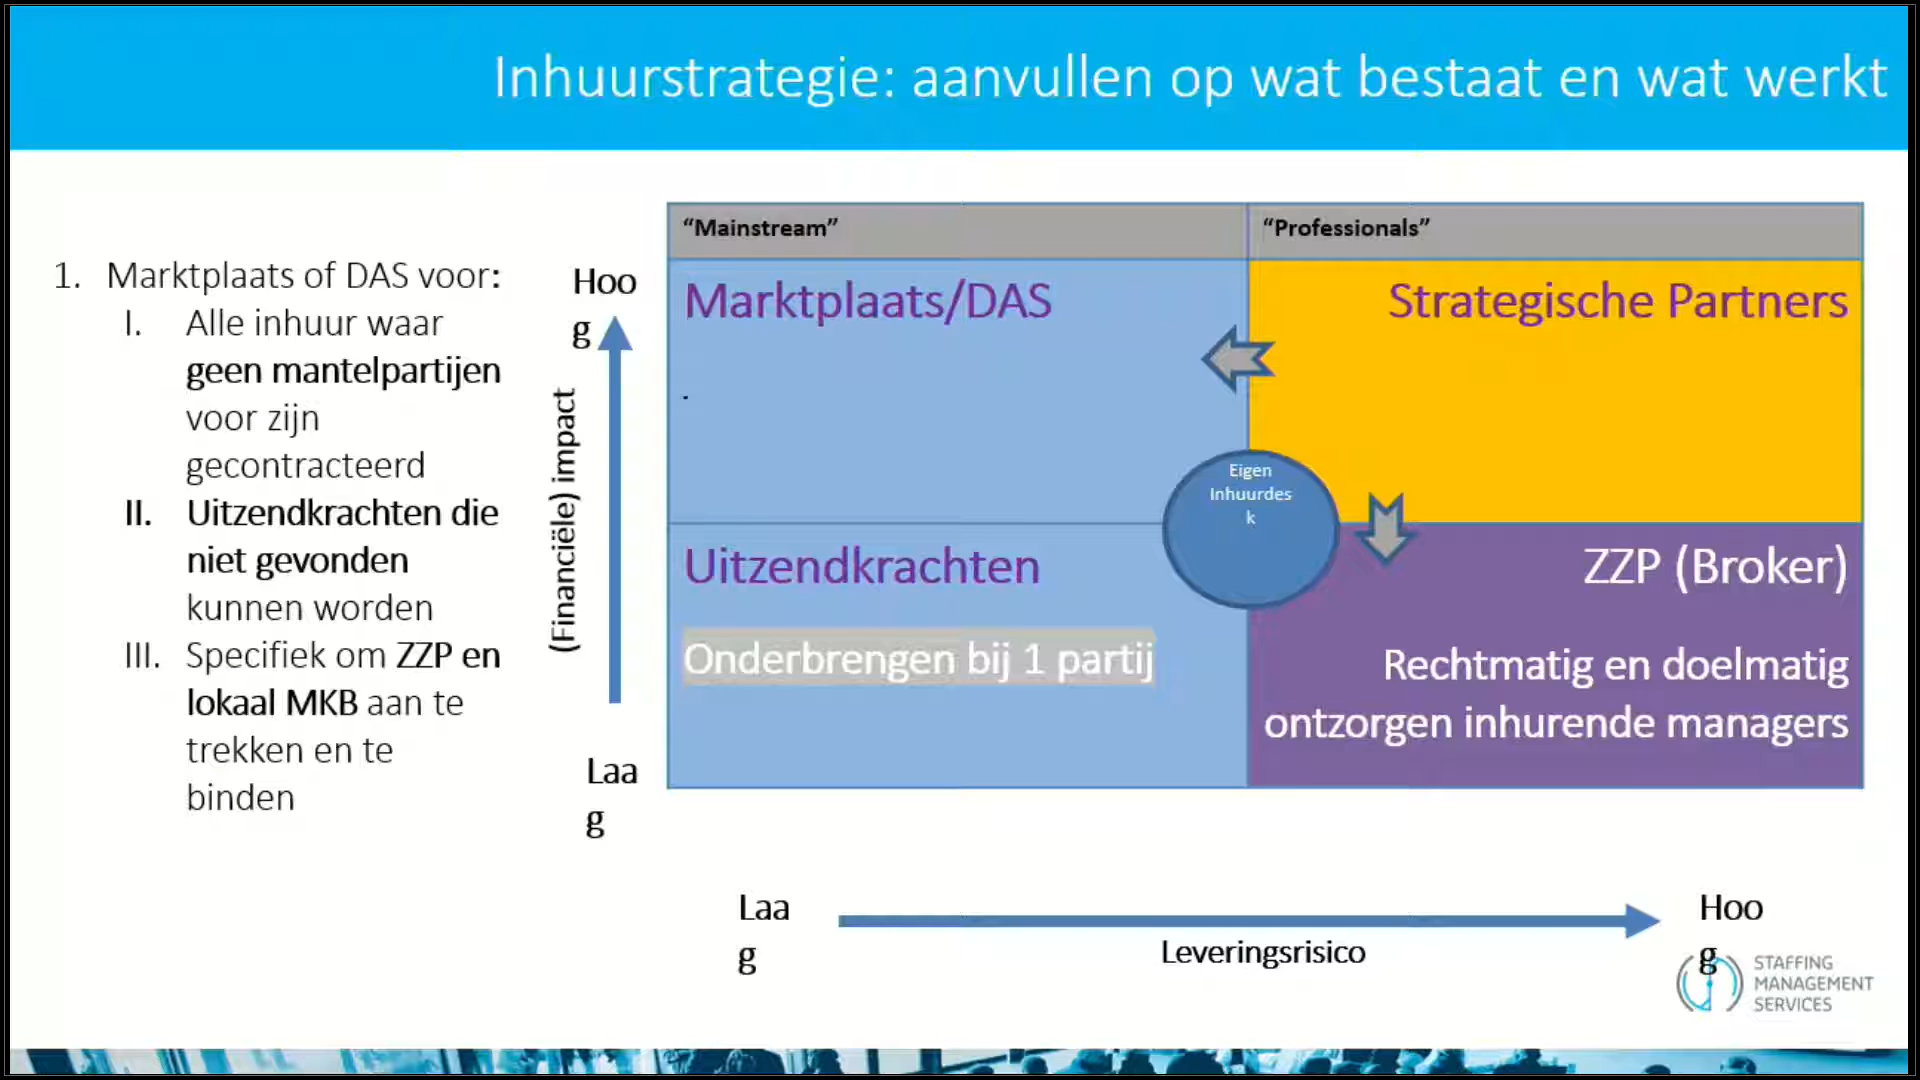 Inhuurstrategie: aanvullen op wat bestaat en wat werkt
1. Marktplaats of DAS voor:
I. Alle inhuur waar
geen mantelpartijen
voor zijn
gecontracteerd
II. Uitzendkrachten die
niet gevonden
kunnen worden
III. Specifiek om ZZP en
lokaal MKB aan te
trekken en te
binden
Hoo
g
(Financiële) impact
Laa
g
“Mainstream”
“Professionals”
Marktplaats/DAS
.
Strategische Partners
Eigen
Inhuurdes
k
Uitzendkrachten
Onderbrengen bij 1 partij
ZZP (Broker)
Rechtmatig en doelmatig
ontzorgen inhurende managers
Laa
g
Leveringsrisico
Hoo
g
STAFFING
MANAGEMENT
SERVICES